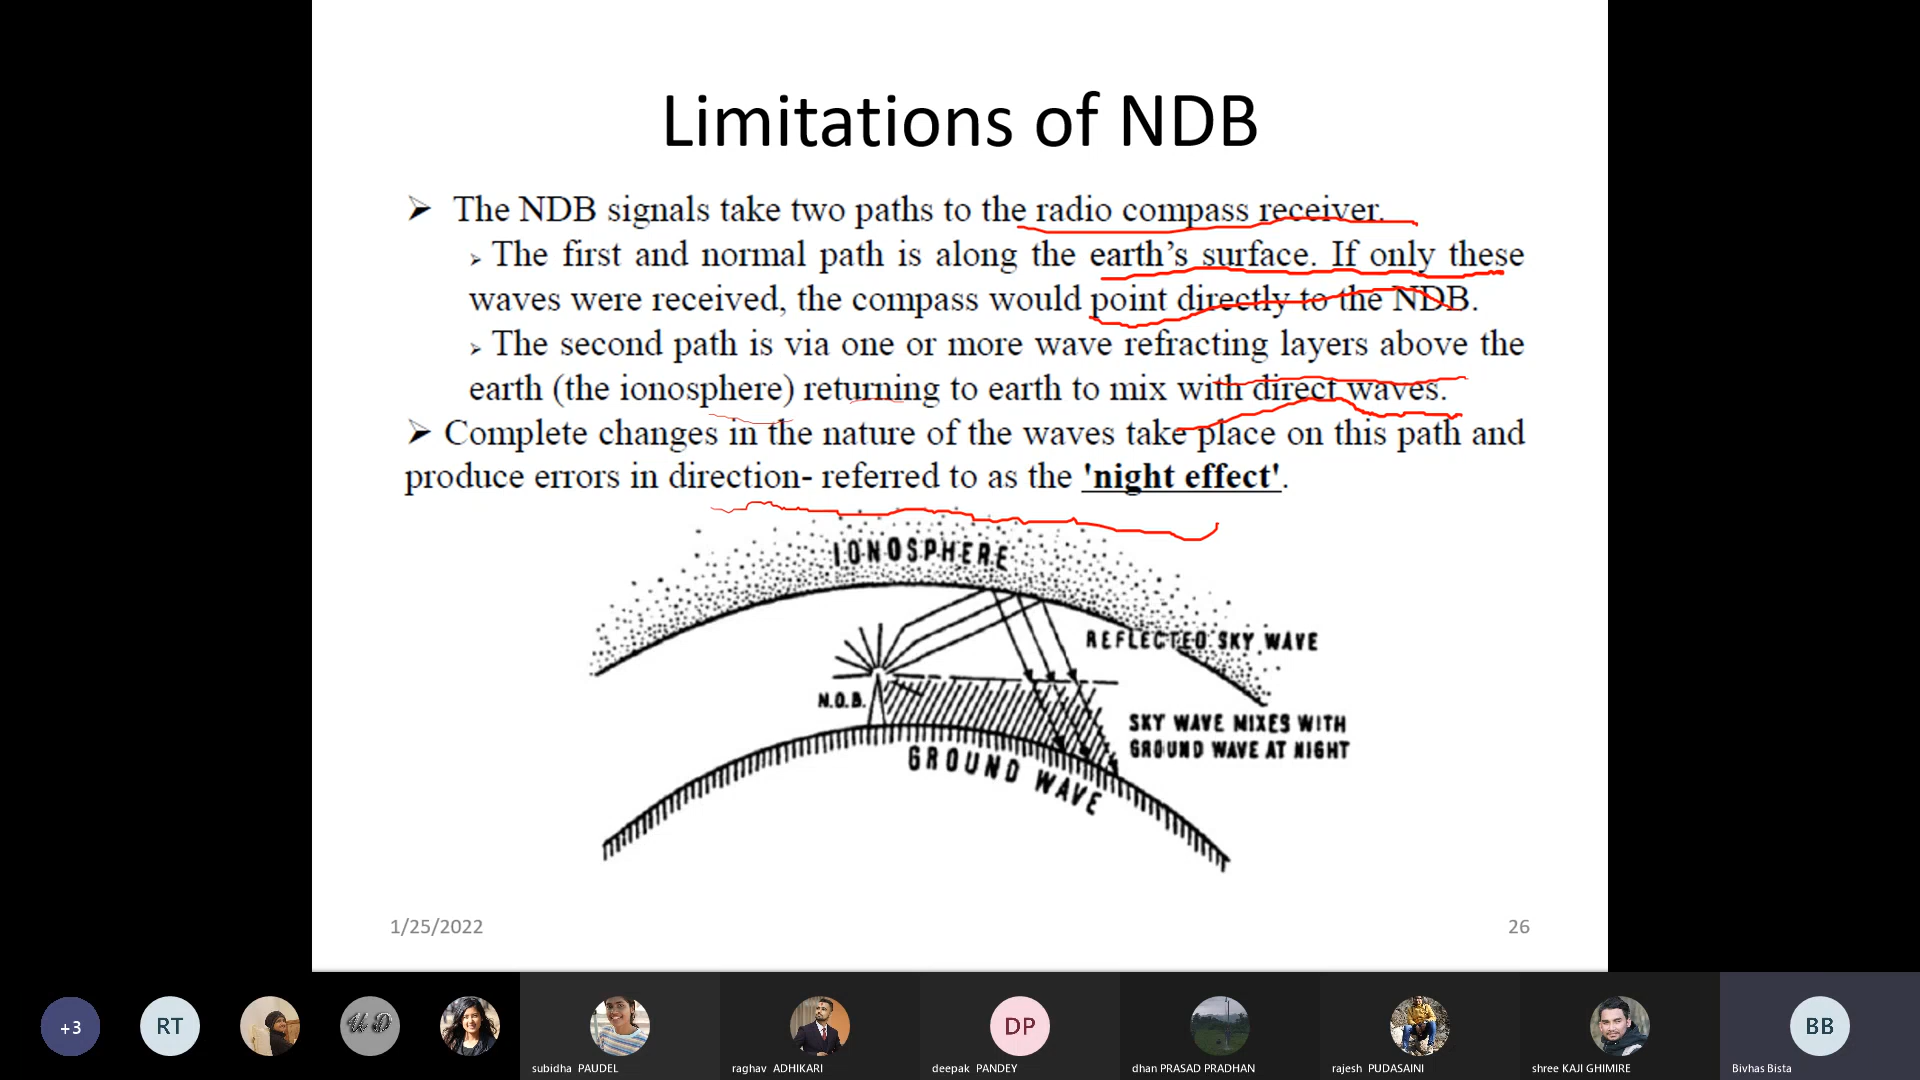 Limitations of NDB
➢ The NDB signals take two paths to the radio compass receiver.
➢ The first and normal path is along the earth’s surface. If only these
waves were received, the compass would point directly to the NDB.
➢ The second path is via one or more wave refracting layers above the
earth (the ionosphere) returning to earth to mix with direct waves.
➢ Complete changes in the nature of the waves take place on this path and
produce errors in direction- referred to as the 'night effect'.
IONOSPHERE
REFLECTED SKY WAVE
N.O.B.
SKY WAVE MIXES WITH
GROUND WAVE AT NIGHT
GROUND WAVE
1/25/2022
26
+3
RT
U D
DP
BB
subidha PAUDEL
raghav ADHIKARI
deepak PANDEY
dhan PRASAD PRADHAN
rajesh PUDASAINI
shree KAJI GHIMIRE
Bivhas Bista